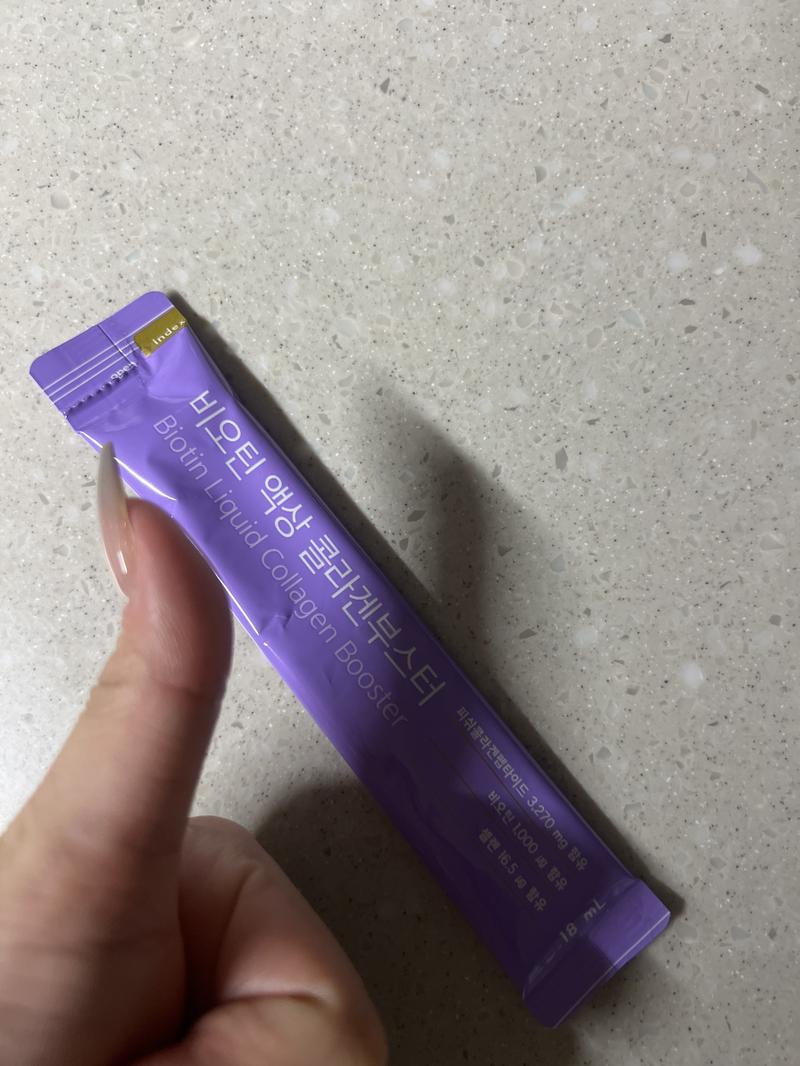 index
open
비오틴 액상 콜라겐부스터
Biotin Liquid Collagen Booster
피쉬콜라겐펩타이드 3,270 mg 함유
비오틴 1,000 ㎍ 함유
셀렌 16.5 ㎍ 함유
18 mL